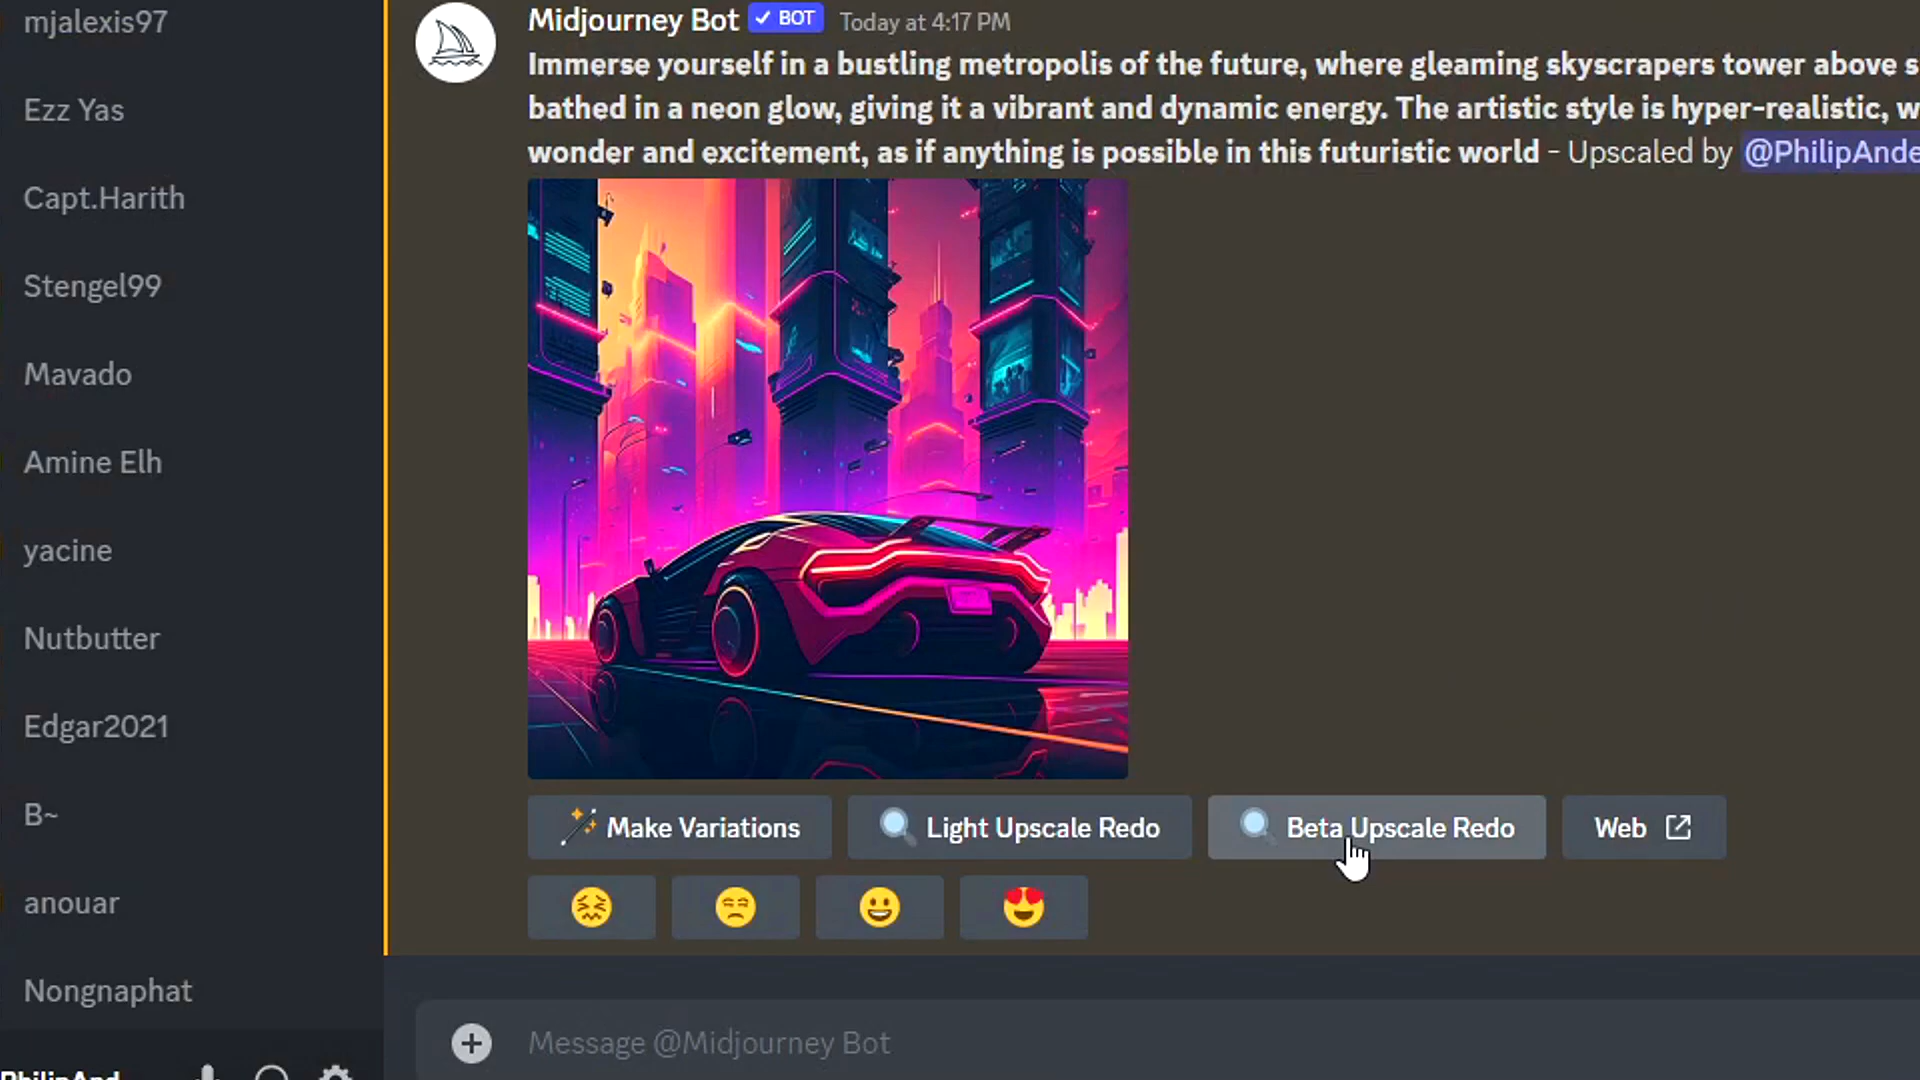 mjalexis97
Ezz Yas
Capt.Harith
Stengel99
Mavado
Amine Elh
yacine
Nutbutter
Edgar2021
B~
anouar
Nongnaphat
PhilipAnd
Midjourney Bot ✓ BOT Today at 4:17 PM
Immerse yourself in a bustling metropolis of the future, where gleaming skyscrapers tower above s
bathed in a neon glow, giving it a vibrant and dynamic energy. The artistic style is hyper-realistic, w
wonder and excitement, as if anything is possible in this futuristic world - Upscaled by @PhilipAnde
Make Variations Light Upscale Redo Beta Upscale Redo Web
Message @Midjourney Bot